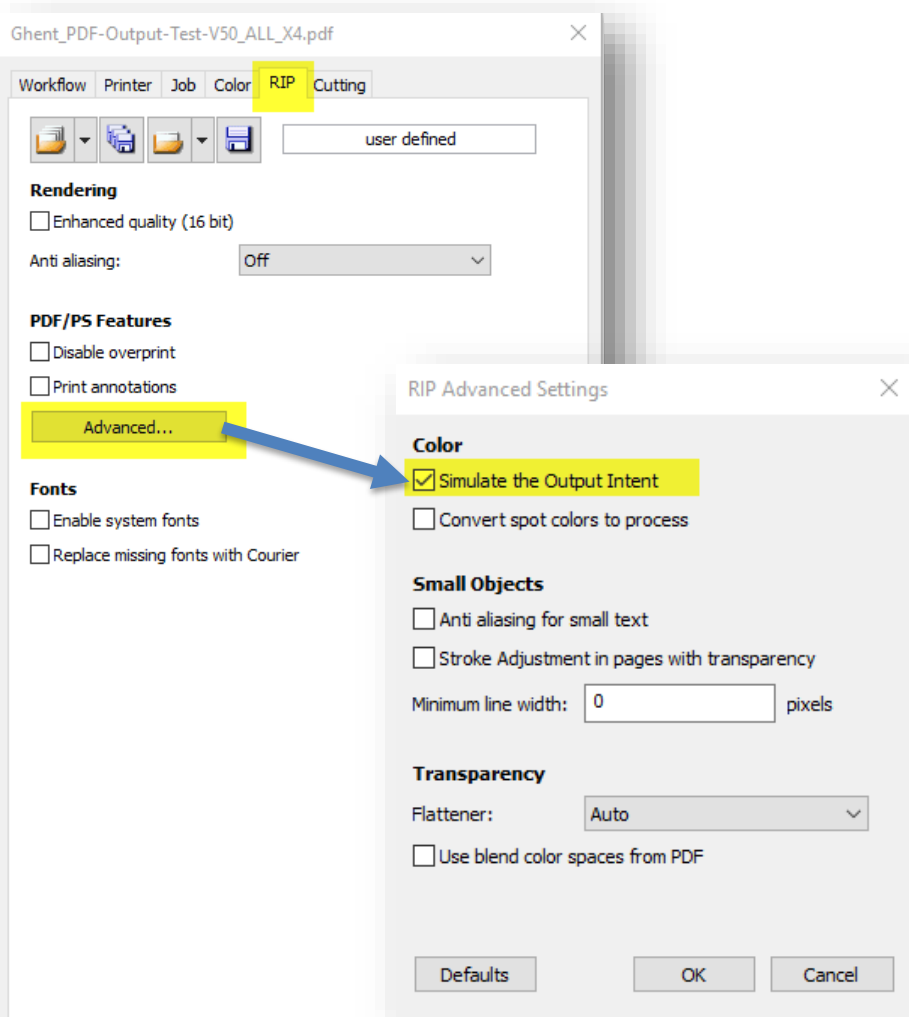 Ghent_PDF-Output-Test-V50_ALL_X4.pdf
Workflow Printer Job Color RIP Cutting
user defined
Rendering
Enhanced quality (16 bit)
Anti aliasing: Off
PDF/PS Features
Disable overprint
Print annotations
Advanced...
Fonts
Enable system fonts
Replace missing fonts with Courier
RIP Advanced Settings
Color
Simulate the Output Intent
Convert spot colors to process
Small Objects
Anti aliasing for small text
Stroke Adjustment in pages with transparency
Minimum line width: 0 pixels
Transparency
Flattener: Auto
Use blend color spaces from PDF
Defaults OK Cancel